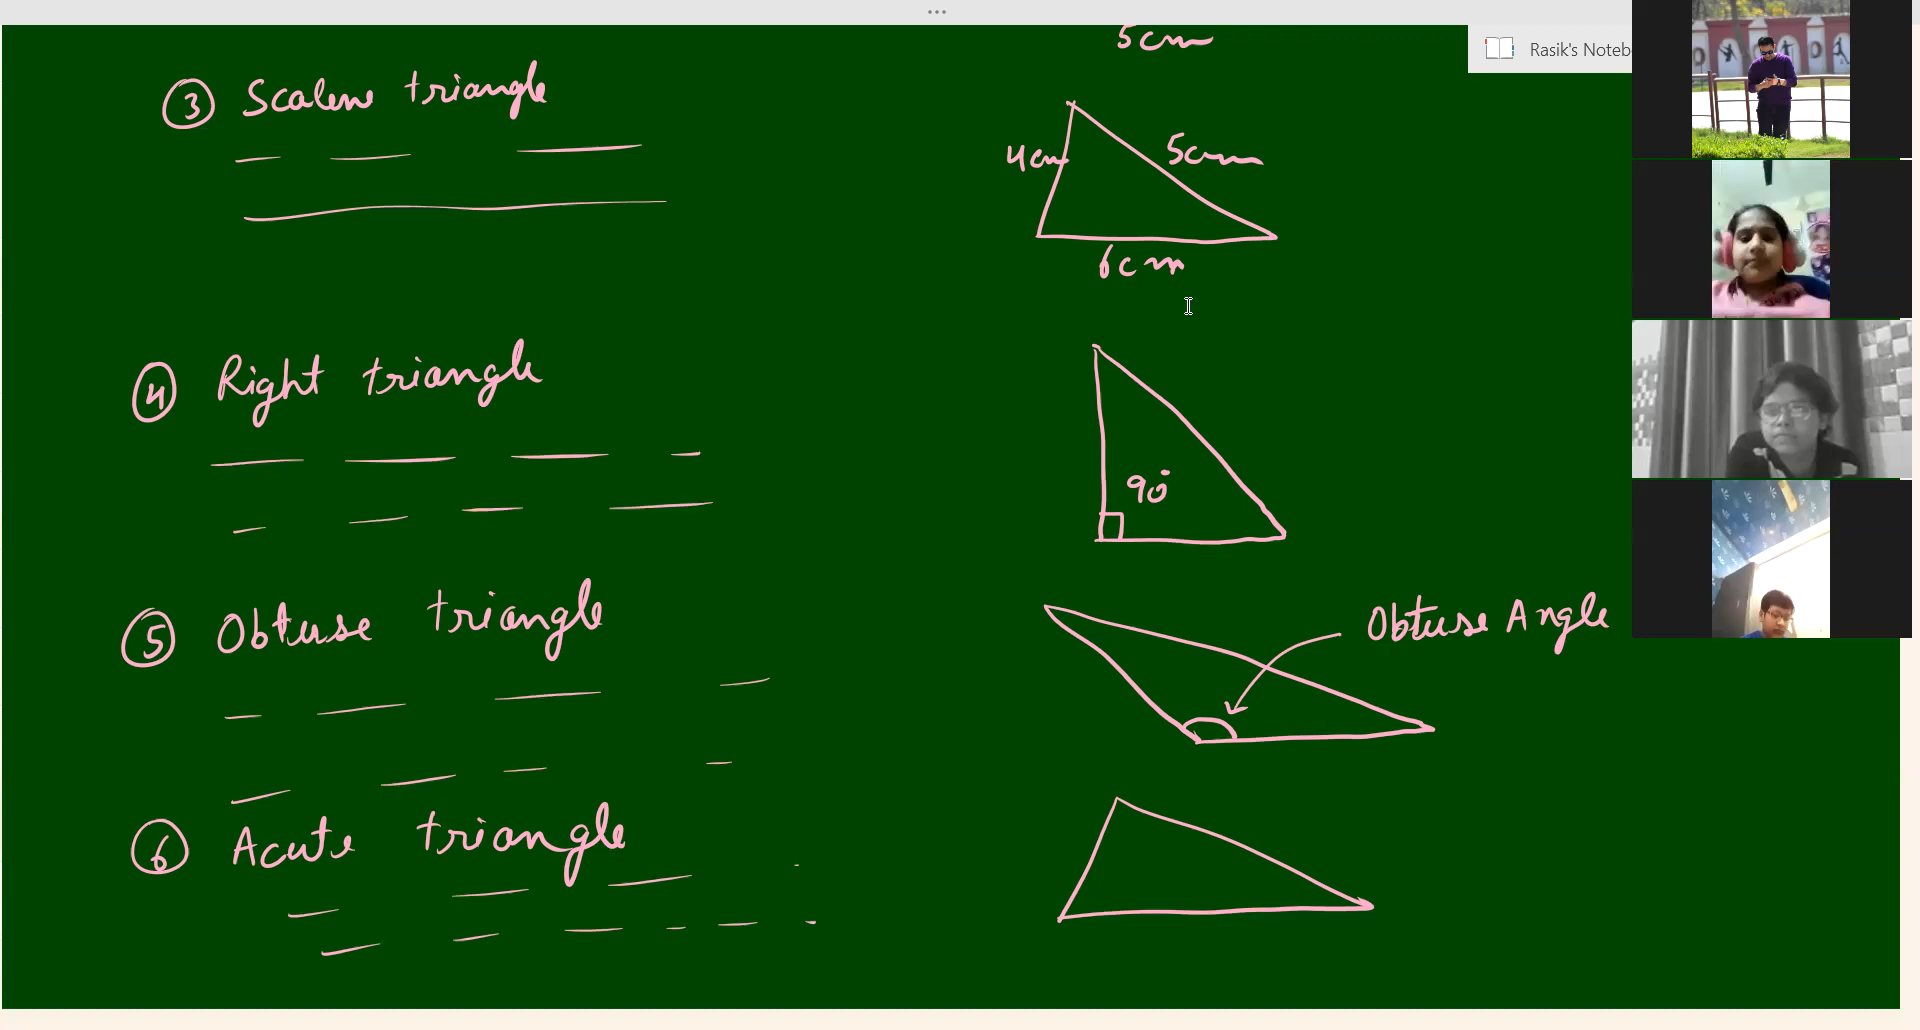 5cm
Rasik's Noteb
③ Scalene triangle
4cm
5cm
6cm
④ Right triangle
90°
⑤ Obtuse triangle
Obtuse Angle
⑥ Acute triangle